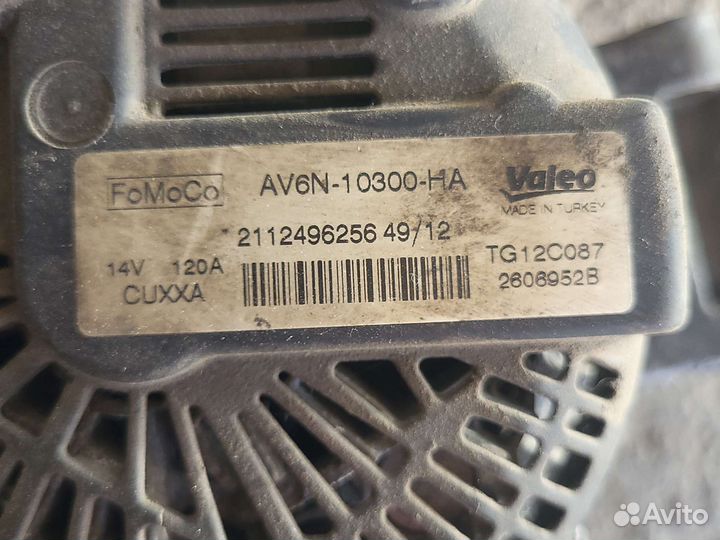 FoMoCo AV6N-10300-HA Valeo
MADE IN TURKEY
2112496256 49/12
14V 120A TG12C087
CUXXA 2606952B
Avito